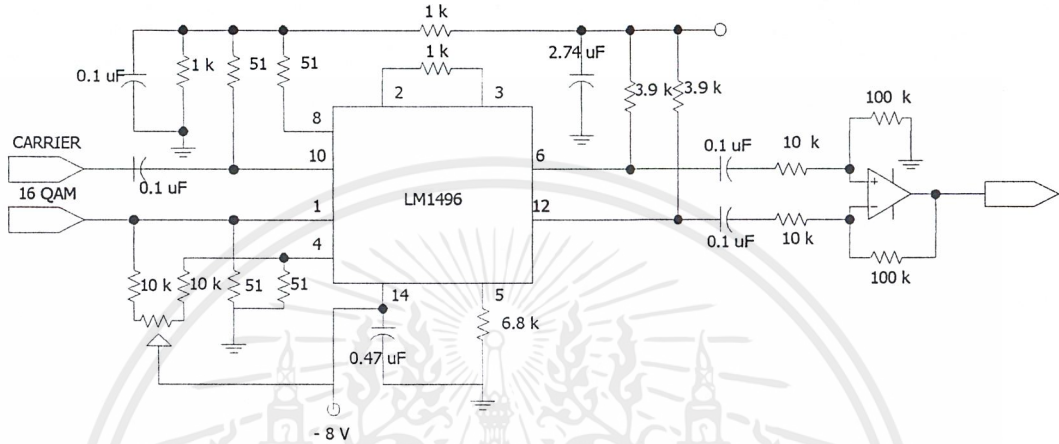 1 k
1 k
2.74 uF
0.1 uF
1 k
51
51
3.9 k
3.9 k
2
3
100 k
8
CARRIER
10
6
0.1 uF
10 k
0.1 uF
+
16 QAM
LM1496
1
12
-
0.1 uF
10 k
4
100 k
10 k
10 k
51
51
14
5
6.8 k
0.47 uF
- 8 V